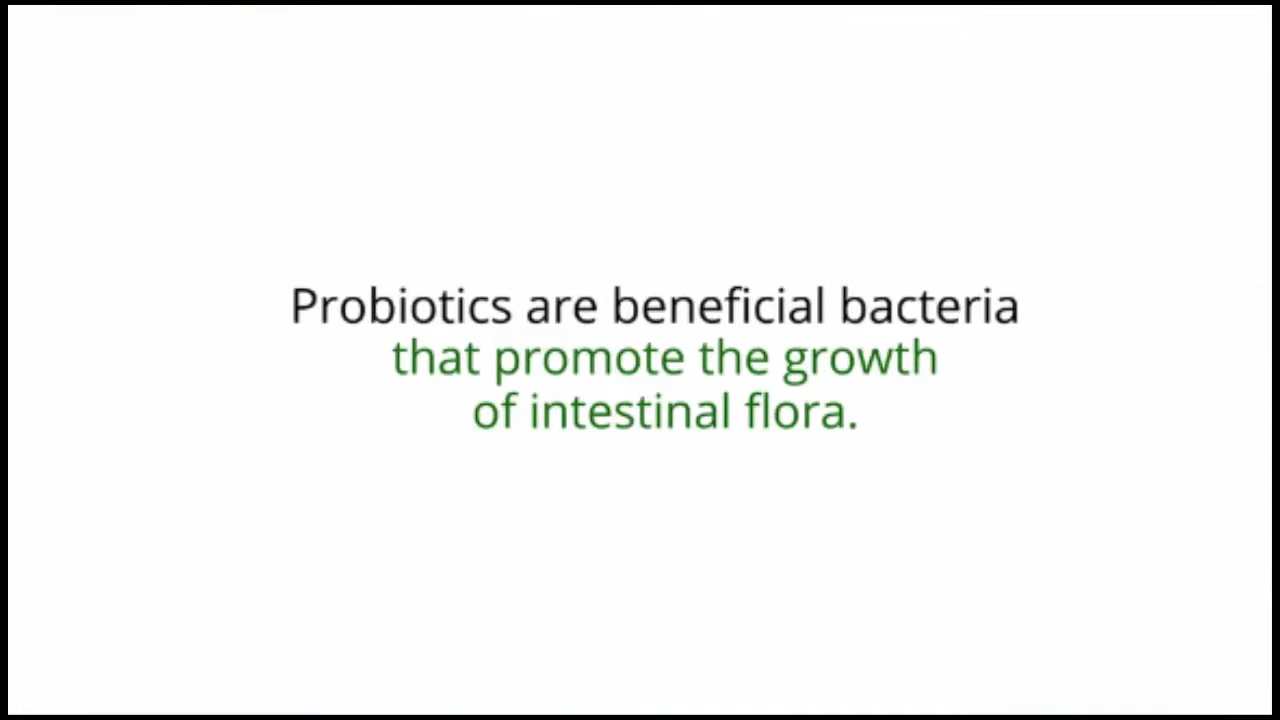 Probiotics are beneficial bacteria
that promote the growth
of intestinal flora.